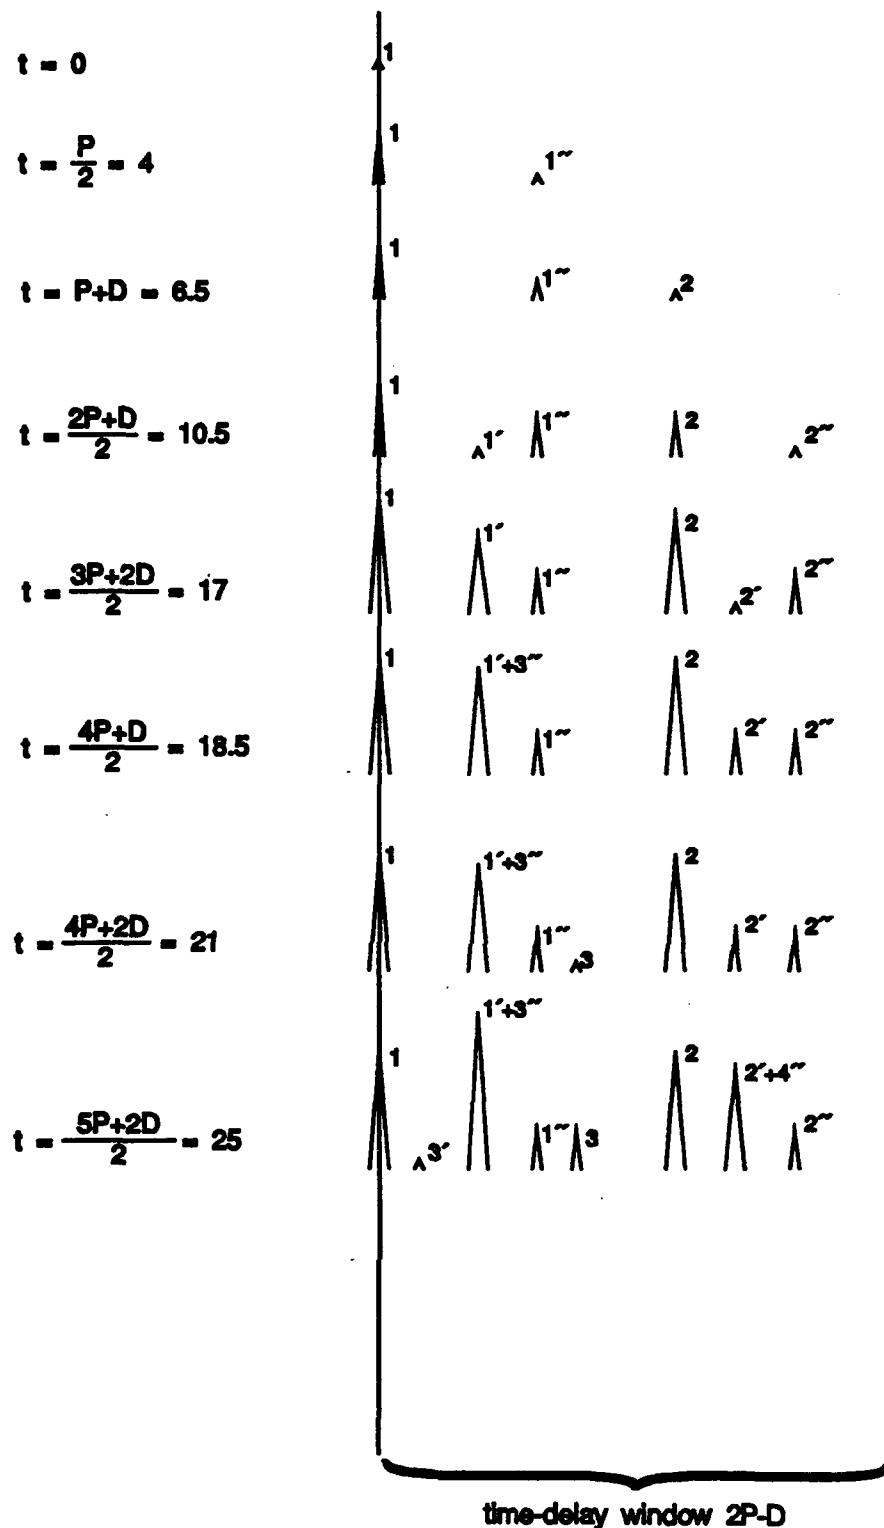 t = 0 1
t = P/2 = 4 1 1~
t = P+D = 6.5 1 1~ 2
t = 2P+D/2 = 10.5 1 1´ 1~ 2 2~
t = 3P+2D/2 = 17 1 1´ 1~ 2 2´ 2~
t = 4P+D/2 = 18.5 1 1´+3~ 1~ 2 2´ 2~
t = 4P+2D/2 = 21 1 1´+3~ 1~ 3 2 2´ 2~
t = 5P+2D/2 = 25 1 3´ 1´+3~ 1~ 3 2 2´+4~ 2~
time-delay window 2P-D